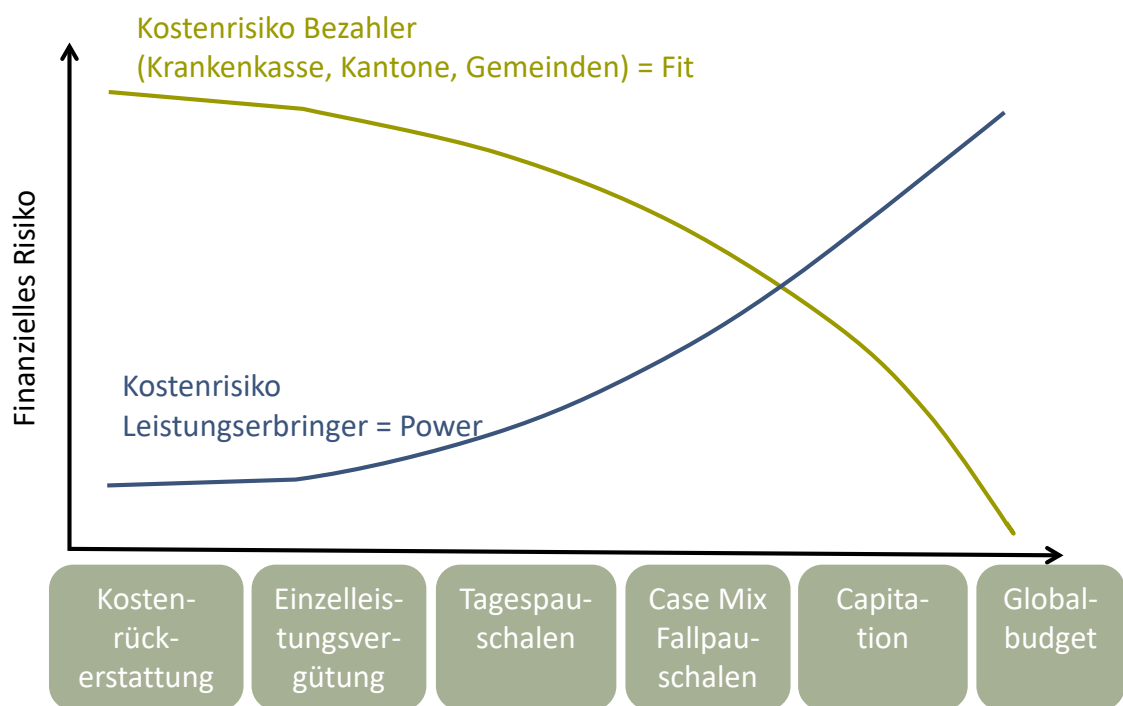 Kostenrisiko Bezahler
(Krankenkasse, Kantone, Gemeinden) = Fit
Finanzielles Risiko
Kostenrisiko
Leistungserbringer = Power
Kosten-
rück-
erstattung
Einzelleis-
tungsver-
gütung
Tagespau-
schalen
Case Mix
Fallpau-
schalen
Capita-
tion
Global-
budget